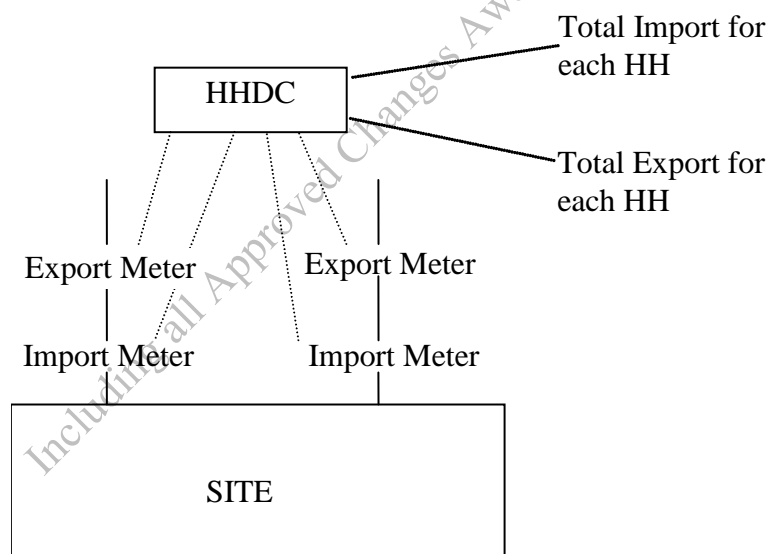 Total Import for
each HH
HHDC
Total Export for
each HH
Export Meter
Export Meter
Import Meter
Import Meter
SITE
Including all Approved Changes